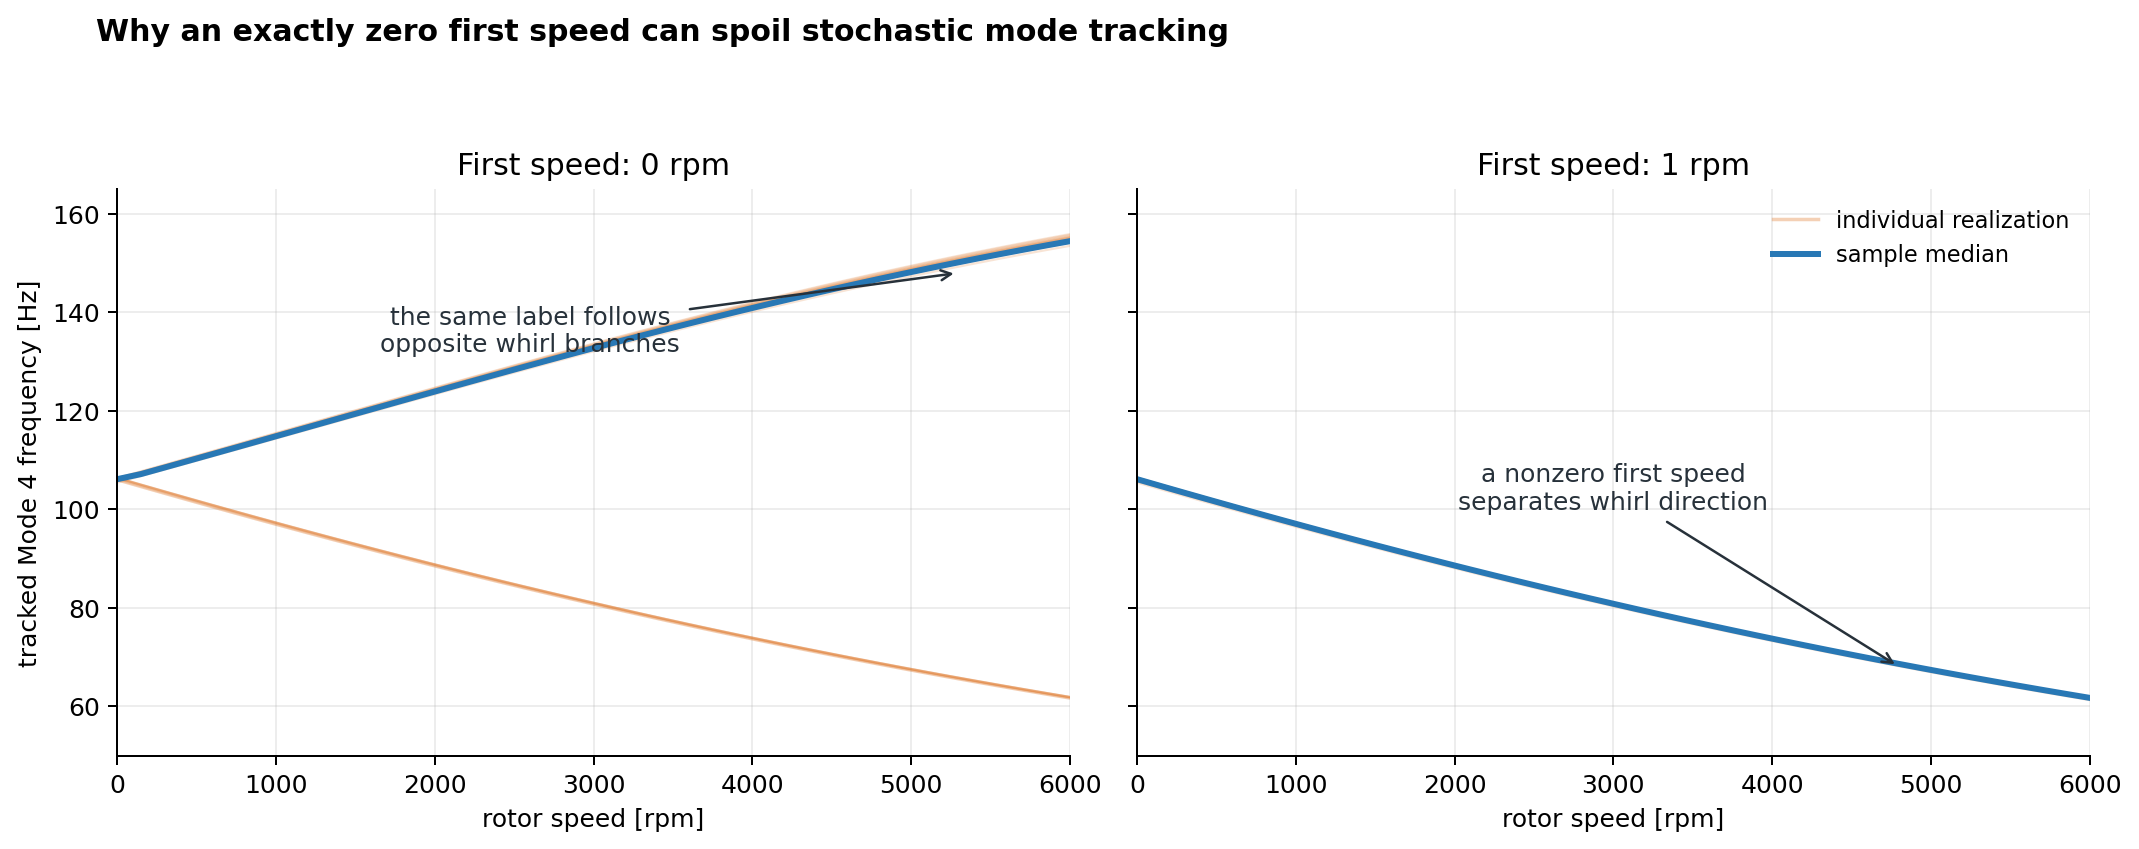 Why an exactly zero first speed can spoil stochastic mode tracking
First speed: 0 rpm
160
140
120
100
80
60
tracked Mode 4 frequency [Hz]
the same label follows
opposite whirl branches
0
1000
2000
3000
4000
5000
6000
rotor speed [rpm]
First speed: 1 rpm
individual realization
sample median
a nonzero first speed
separates whirl direction
0
1000
2000
3000
4000
5000
6000
rotor speed [rpm]